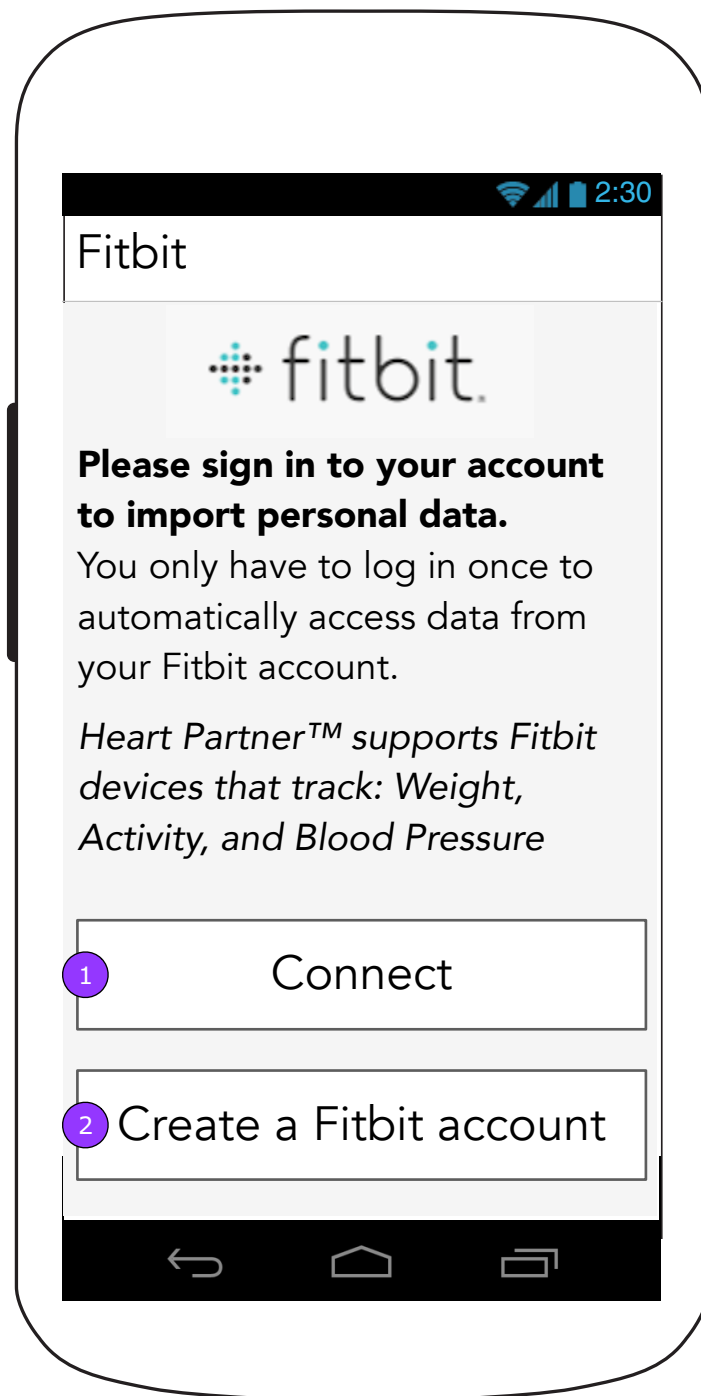 2:30
Fitbit
fitbit
Please sign in to your account
to import personal data.
You only have to log in once to
automatically access data from
your Fitbit account.
Heart Partner™ supports Fitbit
devices that track: Weight,
Activity, and Blood Pressure
1 Connect
2 Create a Fitbit account